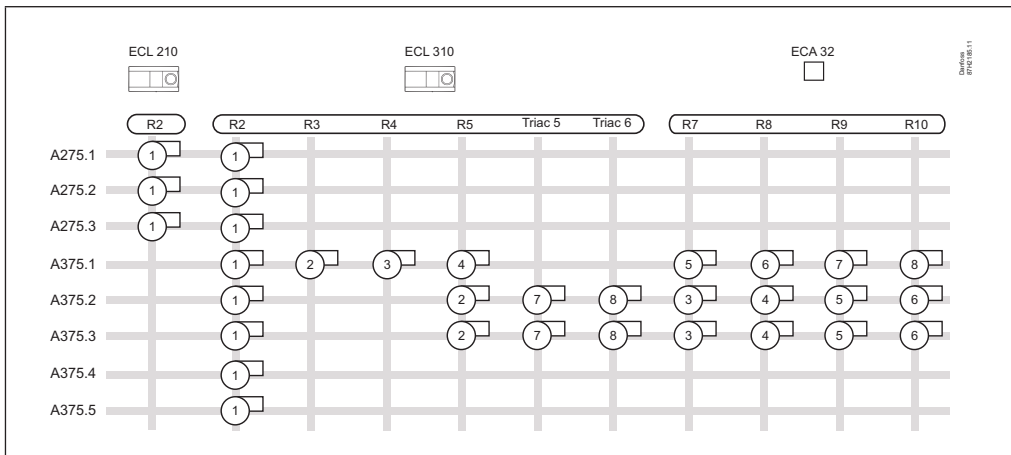 ECL 210 ECL 310 ECA 32
Danfoss
87H2185.11
R2 R2 R3 R4 R5 Triac 5 Triac 6 R7 R8 R9 R10
A275.1 1 1
A275.2 1 1
A275.3 1 1
A375.1 1 2 3 4 5 6 7 8
A375.2 1 2 7 8 3 4 5 6
A375.3 1 2 7 8 3 4 5 6
A375.4 1
A375.5 1